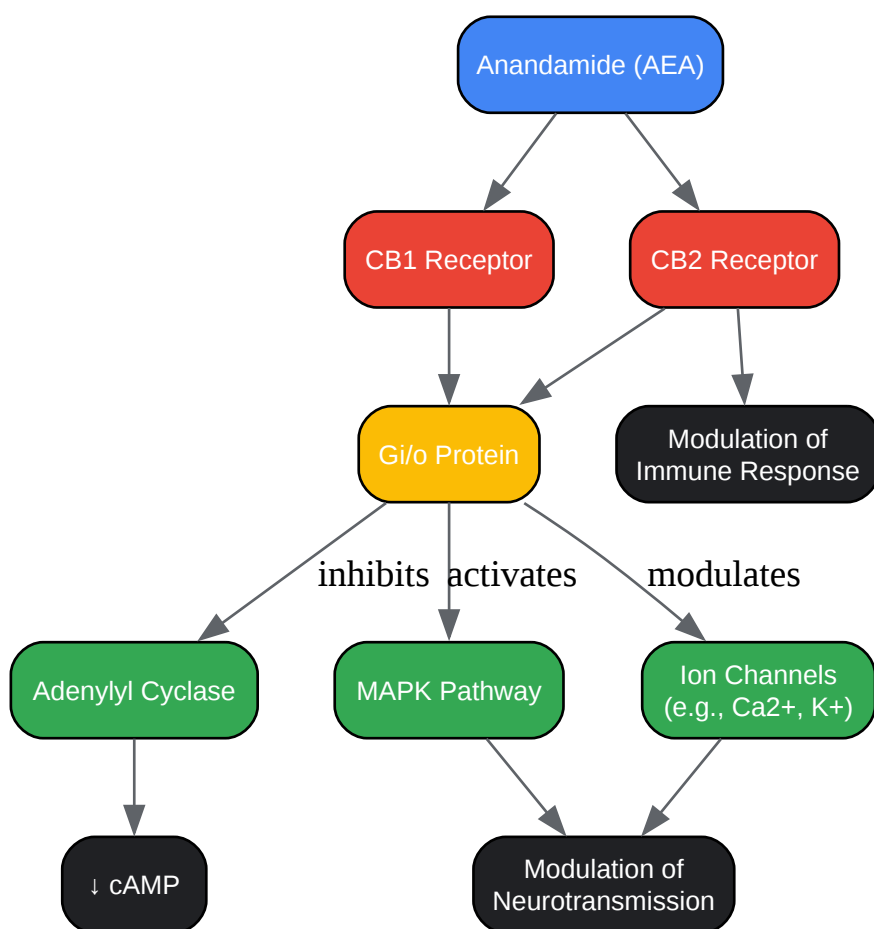 Anandamide (AEA)
CB1 Receptor
CB2 Receptor
Gi/o Protein
Modulation of
Immune Response
inhibits
activates
modulates
Adenylyl Cyclase
MAPK Pathway
Ion Channels
(e.g., Ca2+, K+)
↓ cAMP
Modulation of
Neurotransmission